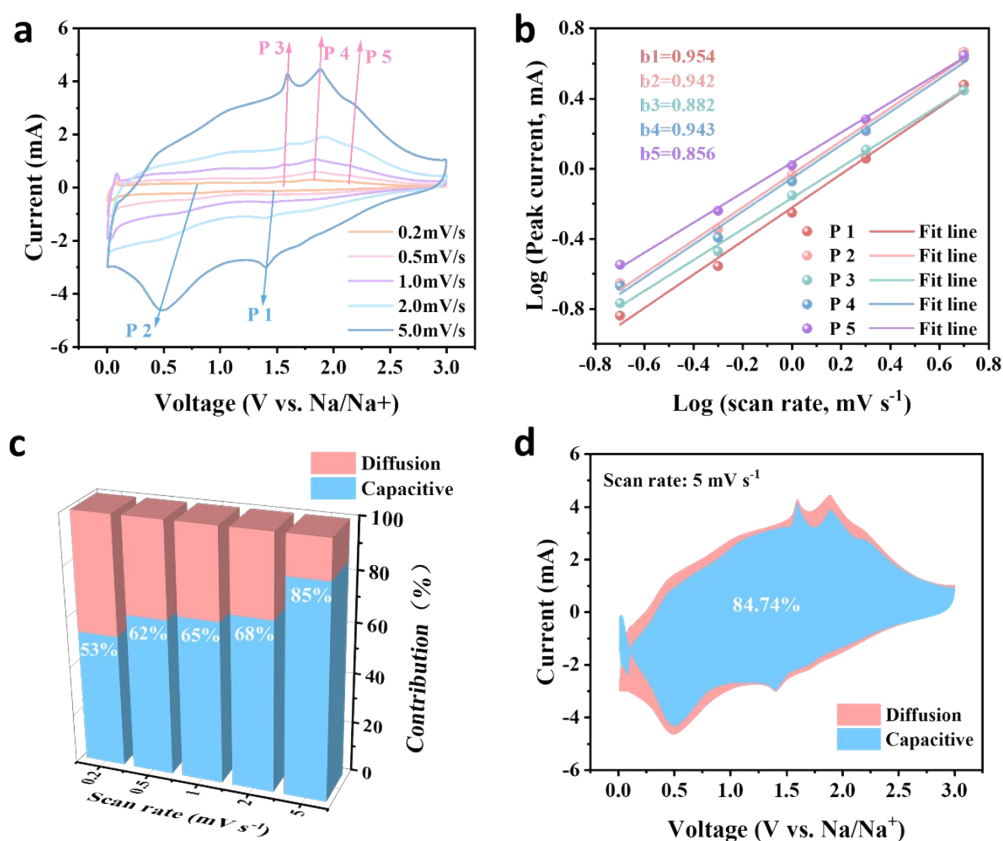 a
6
4
2
0
-2
-4
-6
Current (mA)
P 3
P 4
P 5
P 2
P 1
0.2mV/s
0.5mV/s
1.0mV/s
2.0mV/s
5.0mV/s
0.0
0.5
1.0
1.5
2.0
2.5
3.0
Voltage (V vs. Na/Na+)
b
0.8
0.4
0.0
-0.4
-0.8
Log (Peak current, mA)
b1=0.954
b2=0.942
b3=0.882
b4=0.943
b5=0.856
P 1 Fit line
P 2 Fit line
P 3 Fit line
P 4 Fit line
P 5 Fit line
-0.8
-0.6
-0.4
-0.2
0.0
0.2
0.4
0.6
0.8
Log (scan rate, mV s⁻¹)
c
Diffusion
Capacitive
53%
62%
65%
68%
85%
100
80
60
40
20
0
Contribution (%)
0.2
0.5
1
2
5
Scan rate (mV s⁻¹)
d
6
4
2
0
-2
-4
-6
Current (mA)
Scan rate: 5 mV s⁻¹
84.74%
Diffusion
Capacitive
0.0
0.5
1.0
1.5
2.0
2.5
3.0
Voltage (V vs. Na/Na⁺)